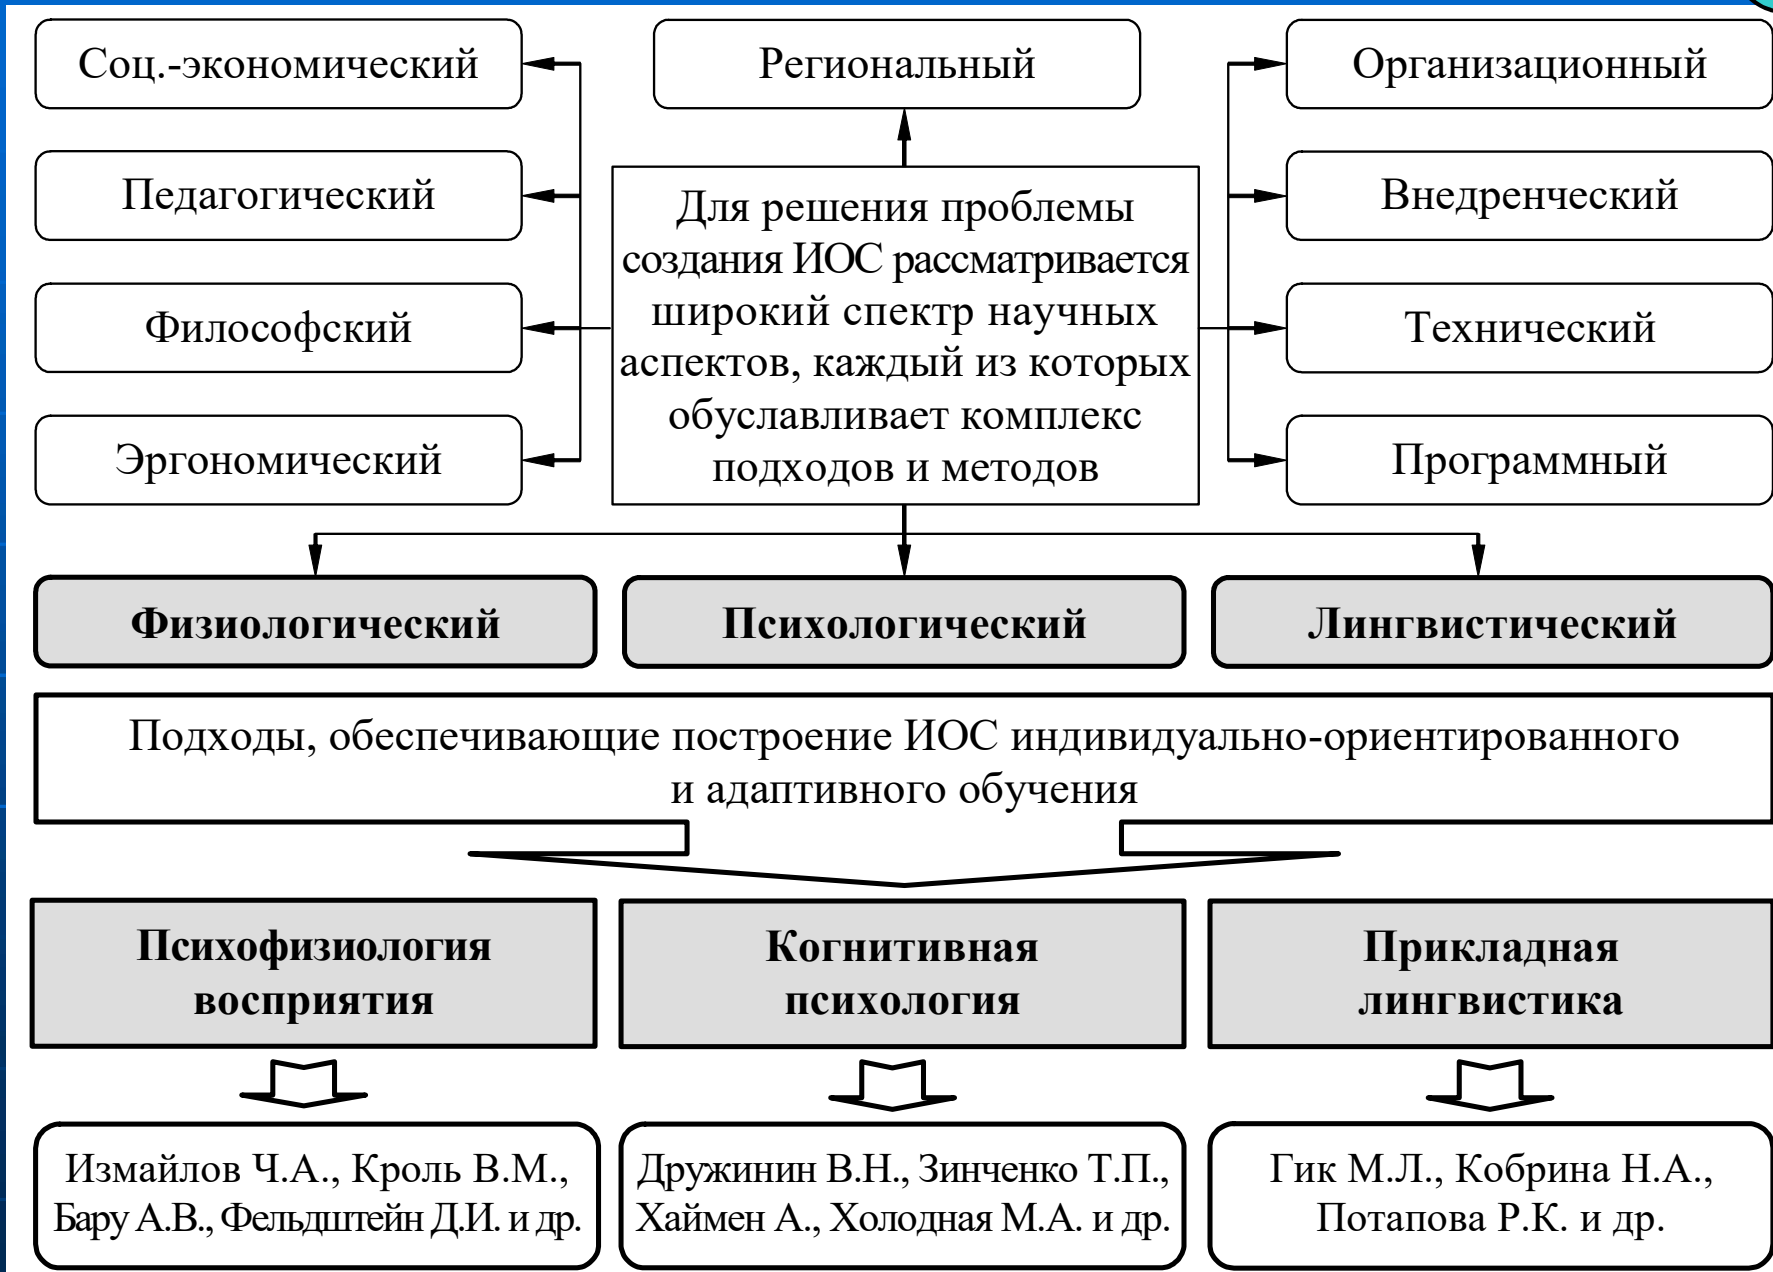 Соц.-экономический
Региональный
Организационный
Педагогический
Внедренческий
Философский
Технический
Эргономический
Программный
Для решения проблемы
создания ИОС рассматривается
широкий спектр научных
аспектов, каждый из которых
обуславливает комплекс
подходов и методов
Физиологический
Психологический
Лингвистический
Подходы, обеспечивающие построение ИОС индивидуально-ориентированного
и адаптивного обучения
Психофизиология
восприятия
Когнитивная
психология
Прикладная
лингвистика
Измайлов Ч.А., Кроль В.М.,
Бару А.В., Фельдштейн Д.И. и др.
Дружинин В.Н., Зинченко Т.П.,
Хаймен А., Холодная М.А. и др.
Гик М.Л., Кобрина Н.А.,
Потапова Р.К. и др.